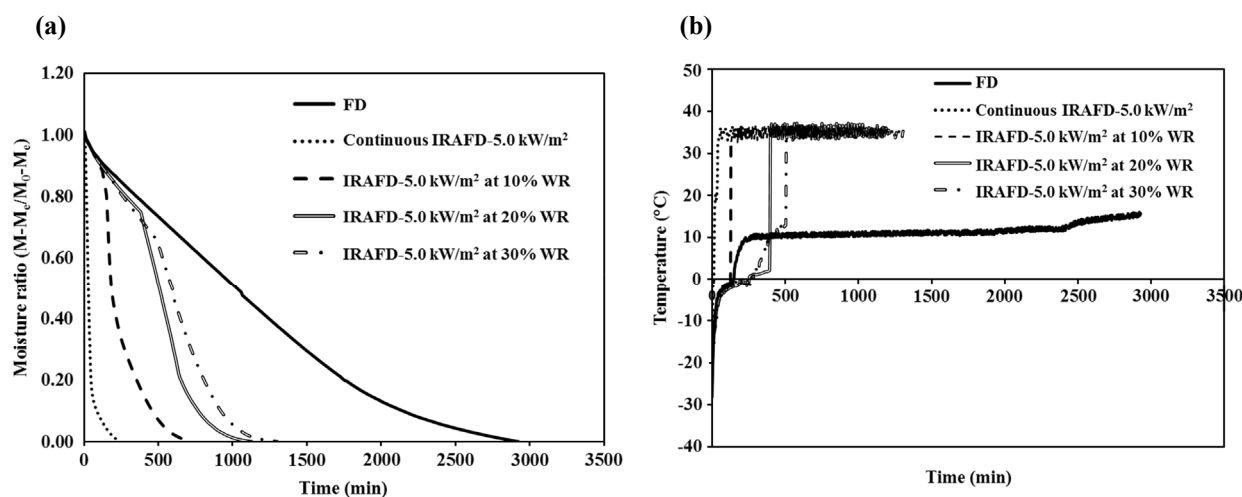 (a)
1.20
1.00
0.80
0.60
0.40
0.20
0.00
Moisture ratio (M-Mₑ/M₀-Mₑ)
FD
Continuous IRAFD-5.0 kW/m²
IRAFD-5.0 kW/m² at 10% WR
IRAFD-5.0 kW/m² at 20% WR
IRAFD-5.0 kW/m² at 30% WR
0 500 1000 1500 2000 2500 3000 3500
Time (min)
(b)
50
40
30
20
10
0
-10
-20
-30
-40
Temperature (°C)
FD
Continuous IRAFD-5.0 kW/m²
IRAFD-5.0 kW/m² at 10% WR
IRAFD-5.0 kW/m² at 20% WR
IRAFD-5.0 kW/m² at 30% WR
0 500 1000 1500 2000 2500 3000 3500
Time (min)